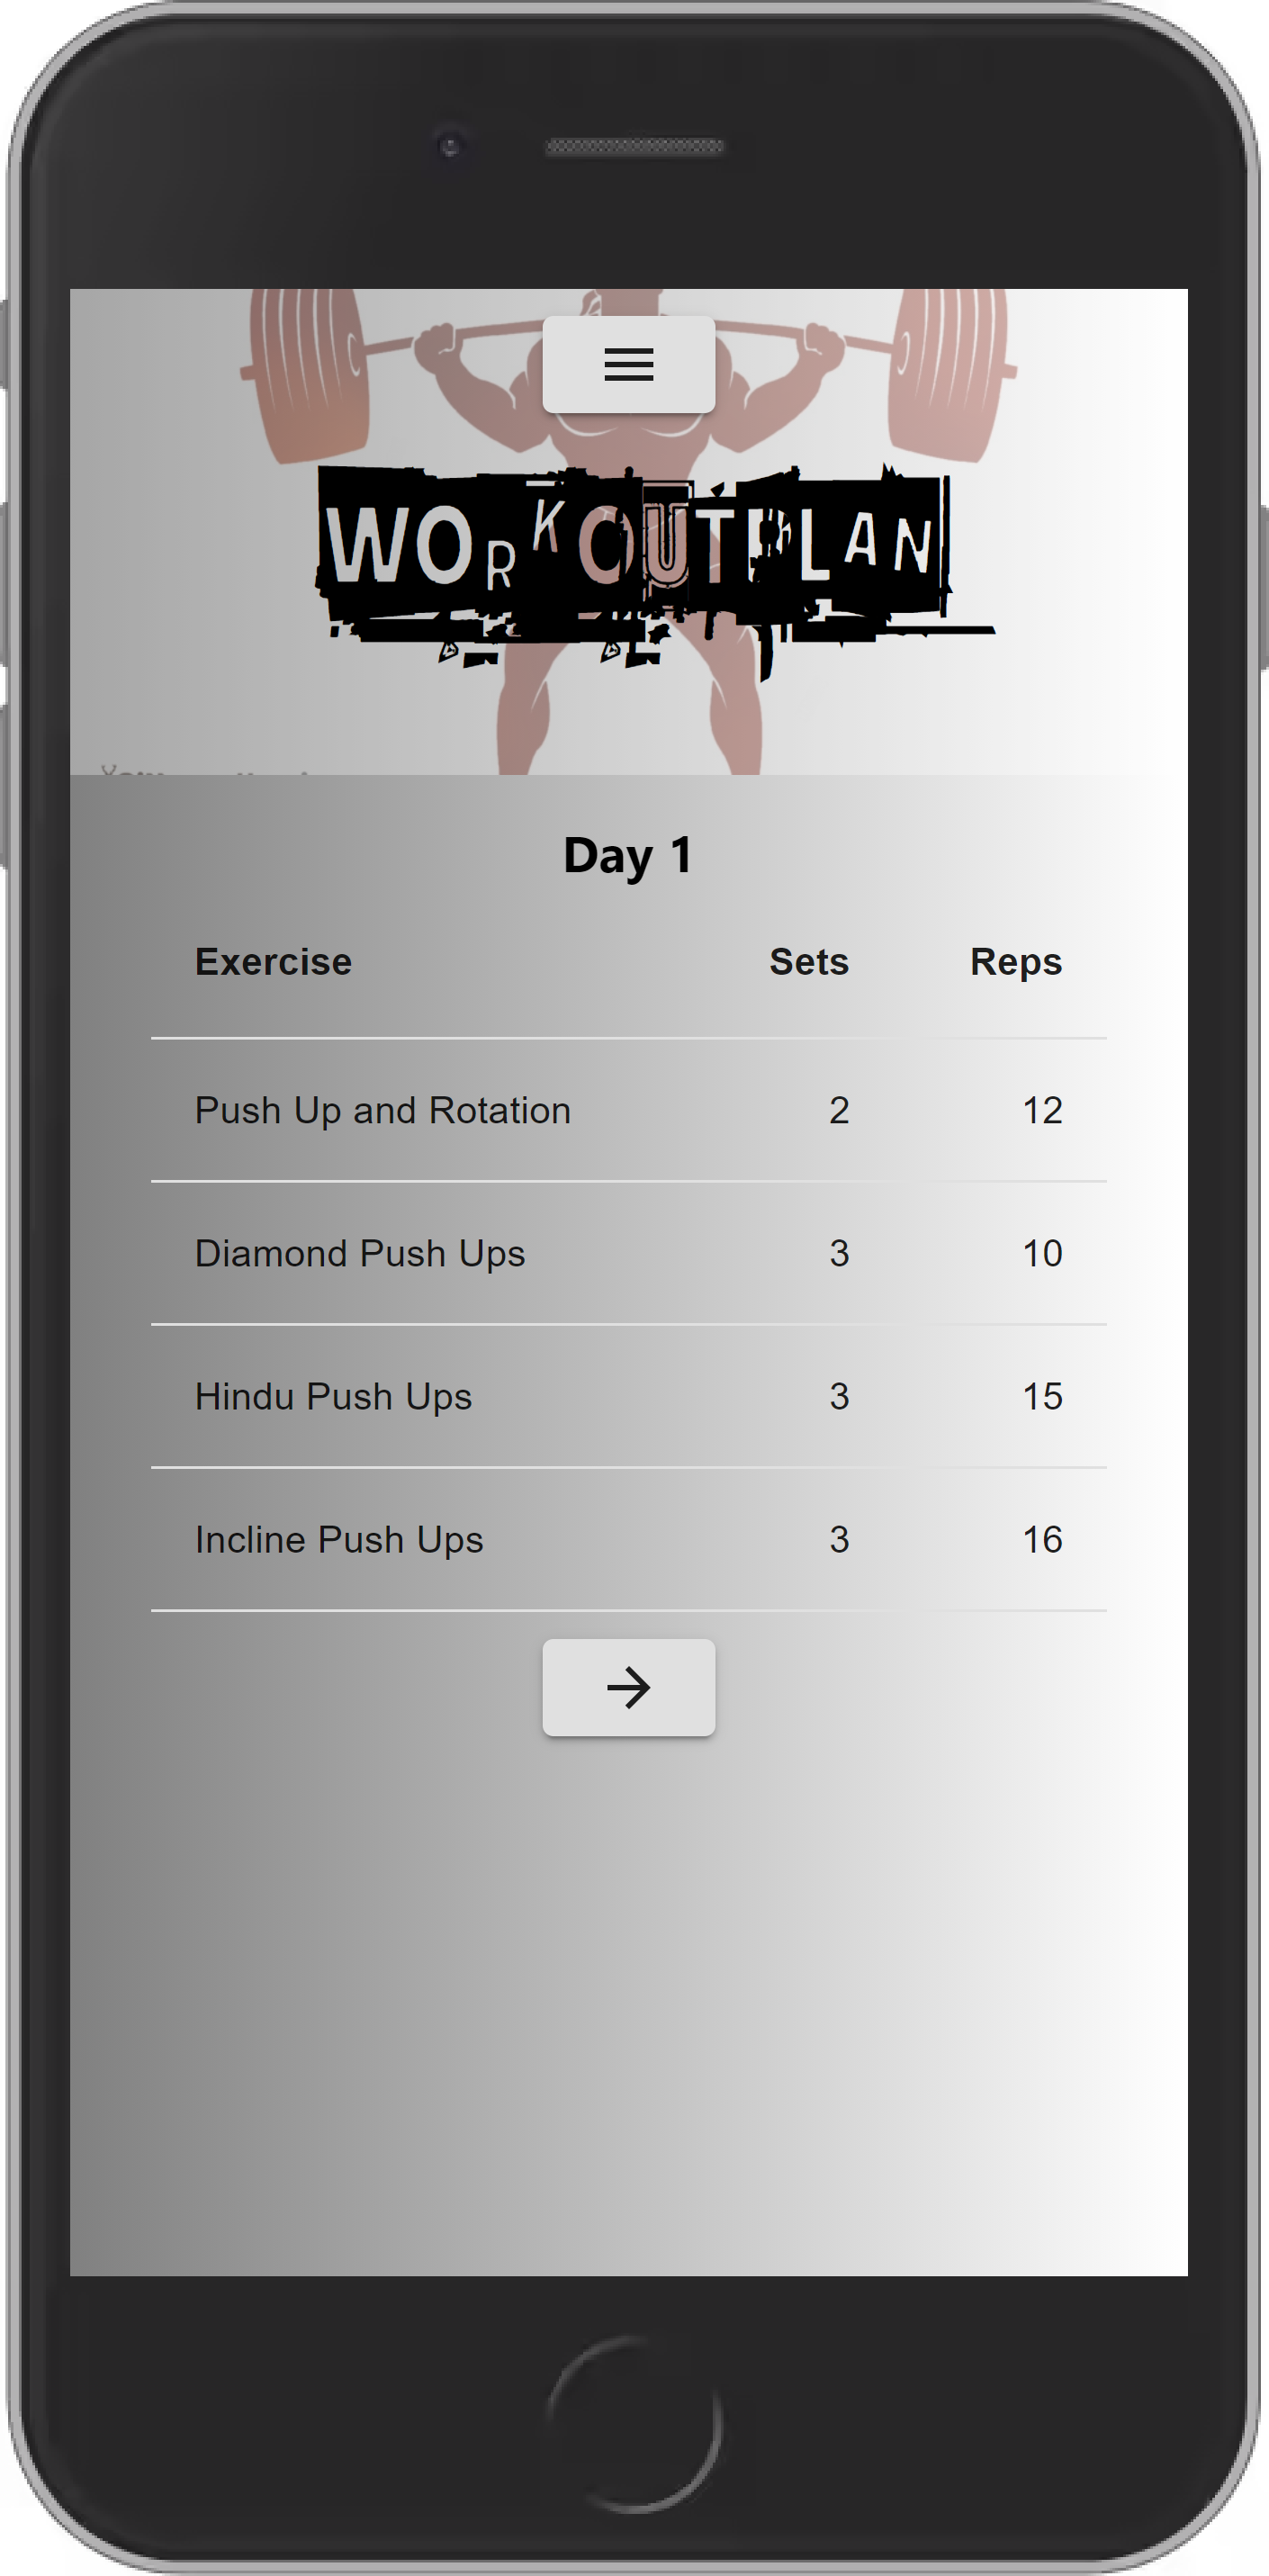 WORKOUTPLAN
Day 1
Exercise Sets Reps
Push Up and Rotation 2 12
Diamond Push Ups 3 10
Hindu Push Ups 3 15
Incline Push Ups 3 16